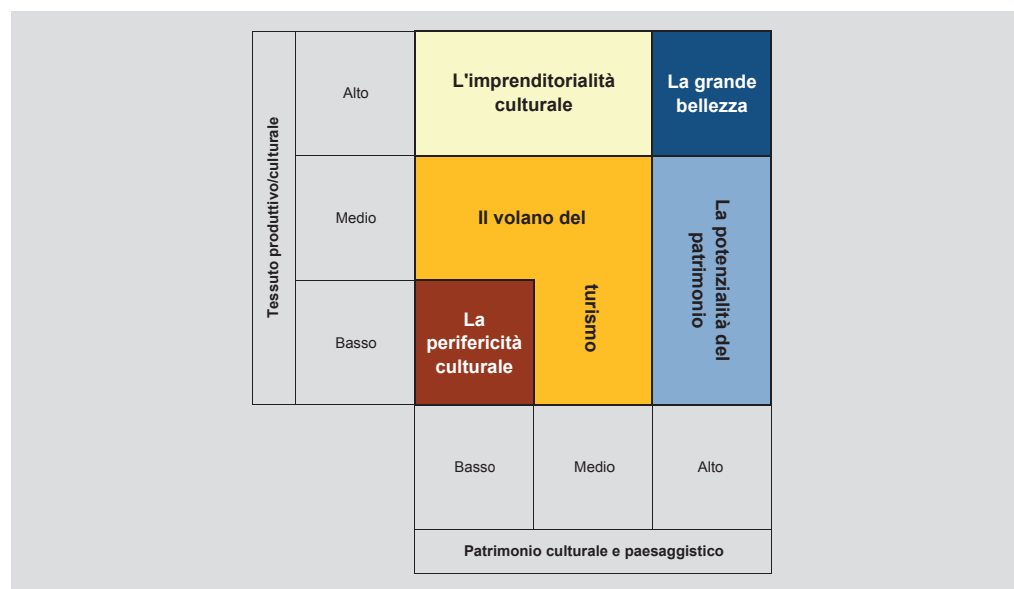 Tessuto produttivo/culturale
Alto
L'imprenditorialità
culturale
La grande
bellezza
Medio
Il volano del
turismo
La potenzialità del
patrimonio
Basso
La
perifericità
culturale
Basso
Medio
Alto
Patrimonio culturale e paesaggistico